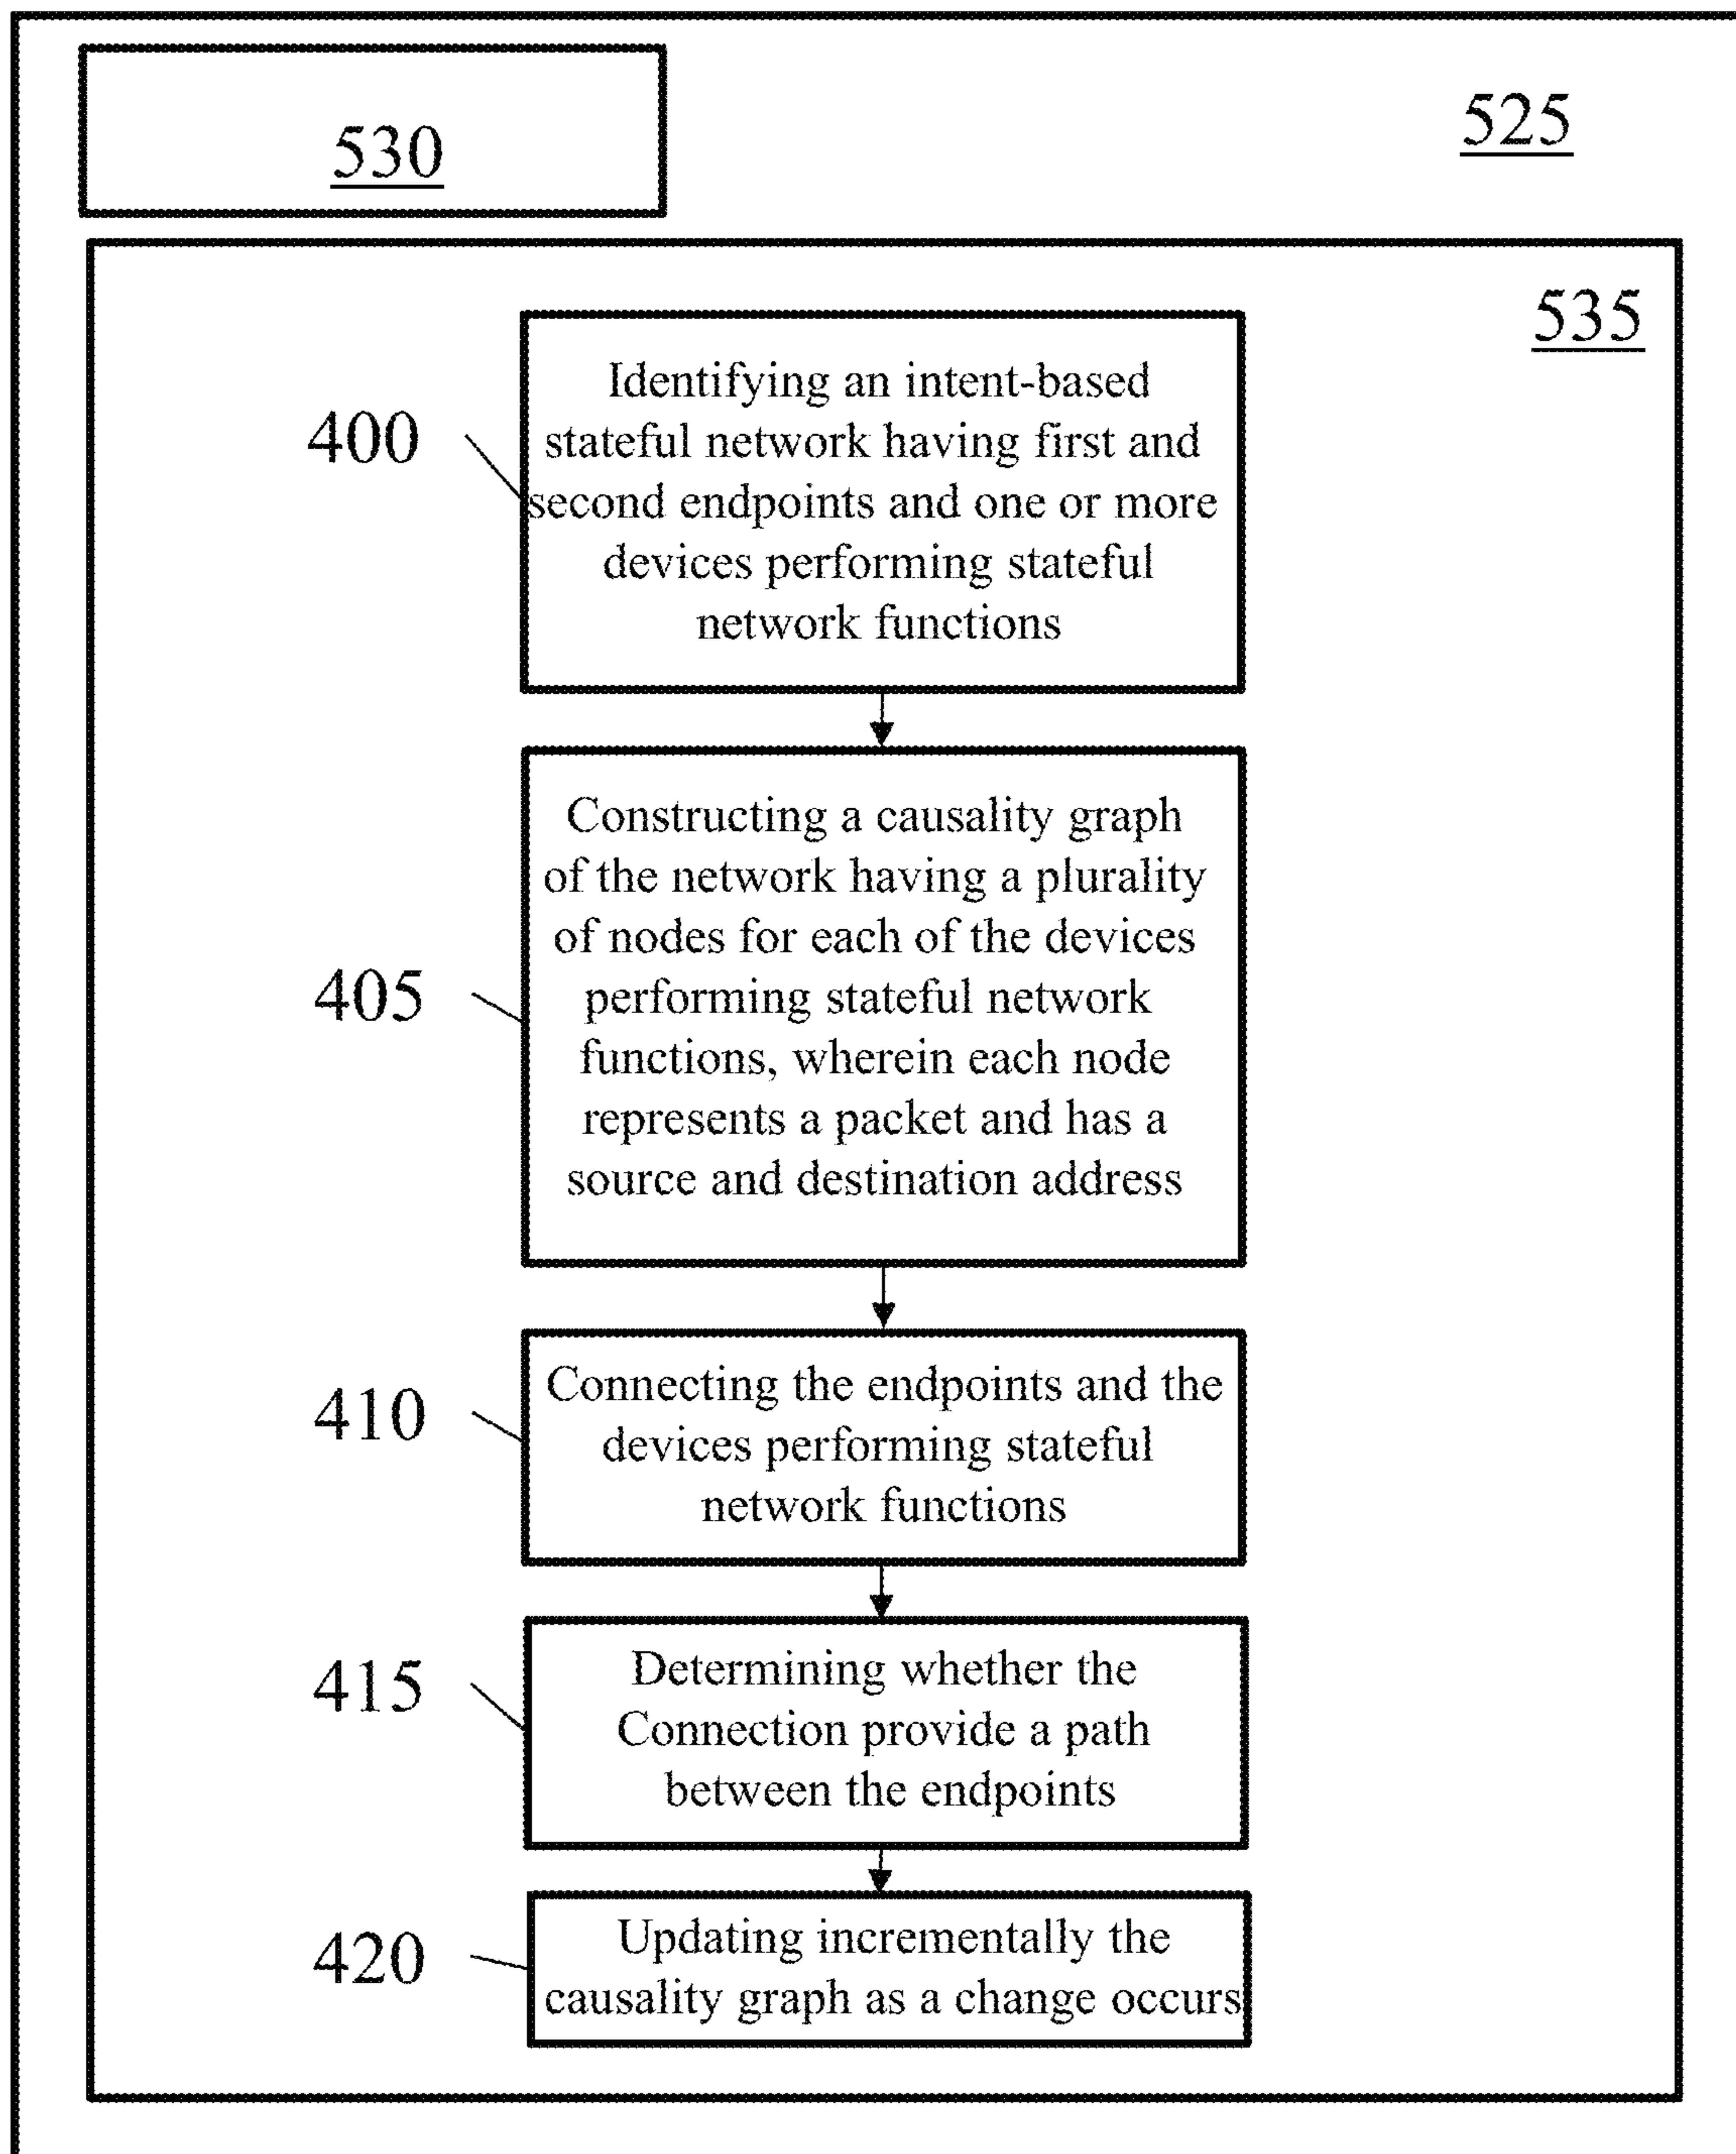 530
525
535
400
Identifying an intent-based
stateful network having first and
second endpoints and one or more
devices performing stateful
network functions
405
Constructing a causality graph
of the network having a plurality
of nodes for each of the devices
performing stateful network
functions, wherein each node
represents a packet and has a
source and destination address
410
Connecting the endpoints and the
devices performing stateful
network functions
415
Determining whether the
Connection provide a path
between the endpoints
420
Updating incrementally the
causality graph as a change occurs